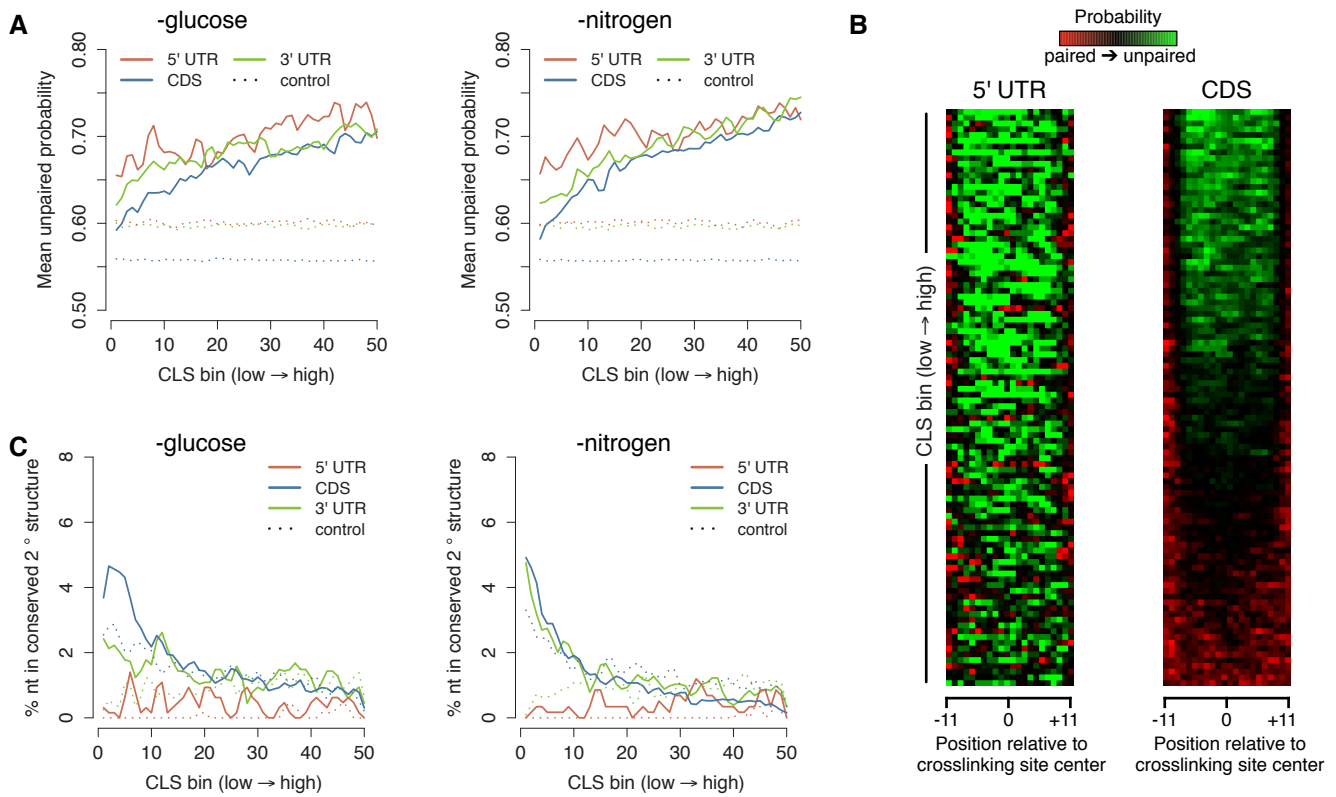 A
-glucose
0.80
0.70
0.60
0.50
Mean unpaired probability
5' UTR
3' UTR
CDS
control
0 10 20 30 40 50
CLS bin (low → high)
-nitrogen
0.80
0.70
0.60
0.50
Mean unpaired probability
5' UTR
3' UTR
CDS
control
0 10 20 30 40 50
CLS bin (low → high)
B
Probability
paired → unpaired
5' UTR
CDS
CLS bin (low → high)
-11 0 +11
Position relative to
crosslinking site center
-11 0 +11
Position relative to
crosslinking site center
C
-glucose
8
6
4
2
0
% nt in conserved 2 ° structure
5' UTR
CDS
3' UTR
control
0 10 20 30 40 50
CLS bin (low → high)
-nitrogen
8
6
4
2
0
% nt in conserved 2 ° structure
5' UTR
CDS
3' UTR
control
0 10 20 30 40 50
CLS bin (low → high)